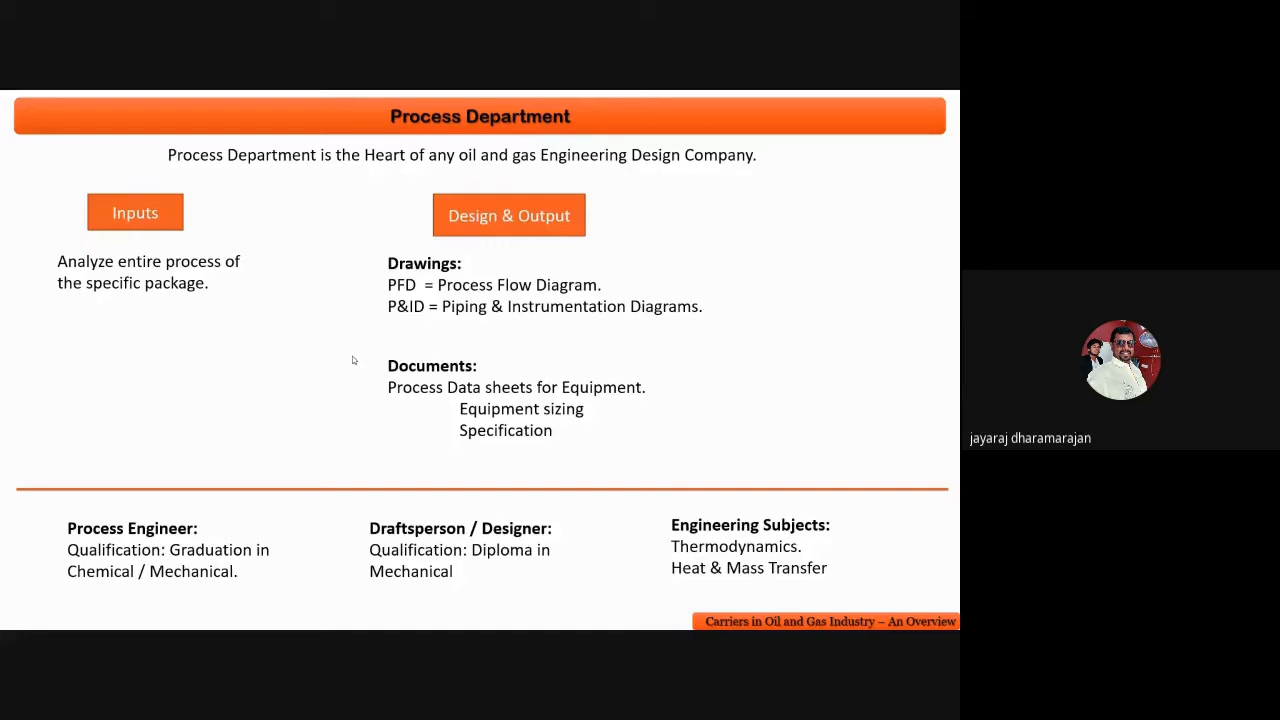 Process Department
Process Department is the Heart of any oil and gas Engineering Design Company.
Inputs
Analyze entire process of
the specific package.
Design & Output
Drawings:
PFD = Process Flow Diagram.
P&ID = Piping & Instrumentation Diagrams.
Documents:
Process Data sheets for Equipment.
Equipment sizing
Specification
Process Engineer:
Qualification: Graduation in
Chemical / Mechanical.
Draftsperson / Designer:
Qualification: Diploma in
Mechanical
Engineering Subjects:
Thermodynamics.
Heat & Mass Transfer
Carriers in Oil and Gas Industry – An Overview
jayaraj dharamarajan